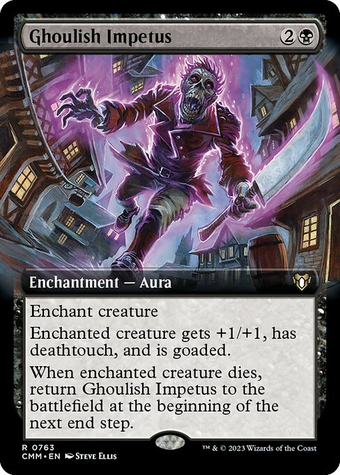 Ghoulish Impetus 2
Enchantment — Aura
Enchant creature
Enchanted creature gets +1/+1, has
deathtouch, and is goaded.
When enchanted creature dies,
return Ghoulish Impetus to the
battlefield at the beginning of the
next end step.
R 0763
CMM • EN Steve Ellis
™ & © 2023 Wizards of the Coast